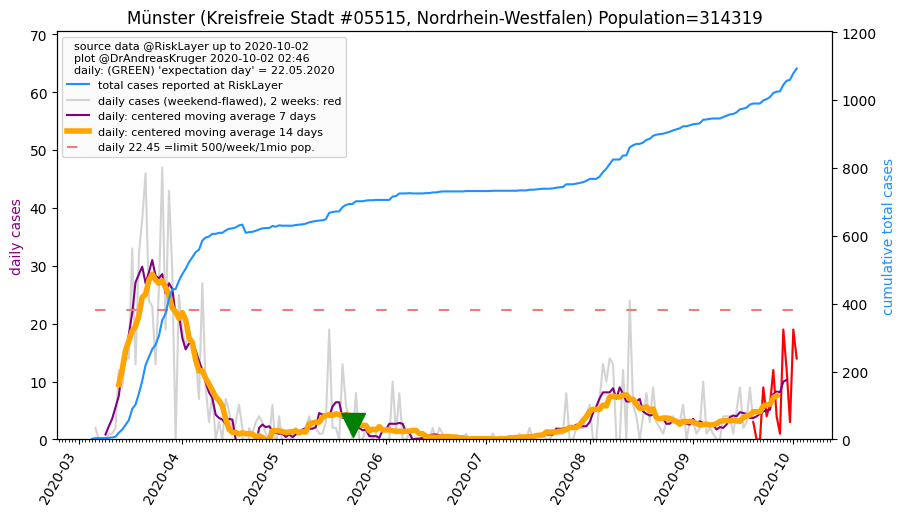 Münster (Kreisfreie Stadt #05515, Nordrhein-Westfalen) Population=314319
source data @RiskLayer up to 2020-10-02
plot @DrAndreasKruger 2020-10-02 02:46
daily: (GREEN) 'expectation day' = 22.05.2020
total cases reported at RiskLayer
daily cases (weekend-flawed), 2 weeks: red
daily: centered moving average 7 days
daily: centered moving average 14 days
daily 22.45 =limit 500/week/1mio pop.
daily cases
70
60
50
40
30
20
10
0
cumulative total cases
1200
1000
800
600
400
200
0
2020-03
2020-04
2020-05
2020-06
2020-07
2020-08
2020-09
2020-10